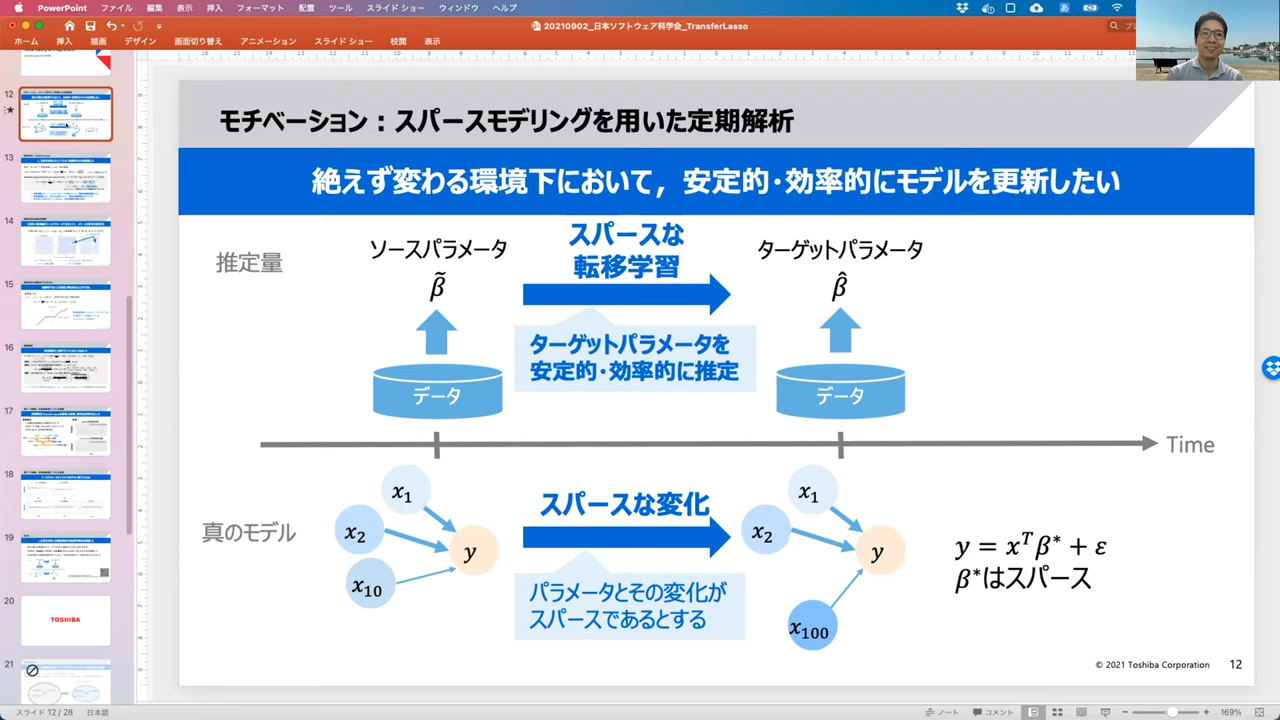 PowerPoint ファイル 編集 表示 挿入 フォーマット 配置 ツール スライド ショー ウィンドウ ヘルプ
20210902_日本ソフトウェア科学会_TransferLasso
ホーム 挿入 描画 デザイン 画面切り替え アニメーション スライド ショー 校閲 表示
12
13
14
15
16
17
18
19
20
TOSHIBA
21
モチベーション：スパースモデリングを用いた定期解析
絶えず変わる環境下において，安定的・効率的にモデルを更新したい
推定量
ソースパラメータ
β̃
スパースな
転移学習
ターゲットパラメータ
β̂
ターゲットパラメータを
安定的・効率的に推定
データ
データ
Time
真のモデル
x₁
x₂
x₁₀
y
スパースな変化
パラメータとその変化が
スパースであるとする
x₁
x₂
x₁₀₀
y
y = xᵀβ* + ε
β*はスパース
© 2021 Toshiba Corporation 12
スライド 12 / 28 日本語
ノート コメント 169%